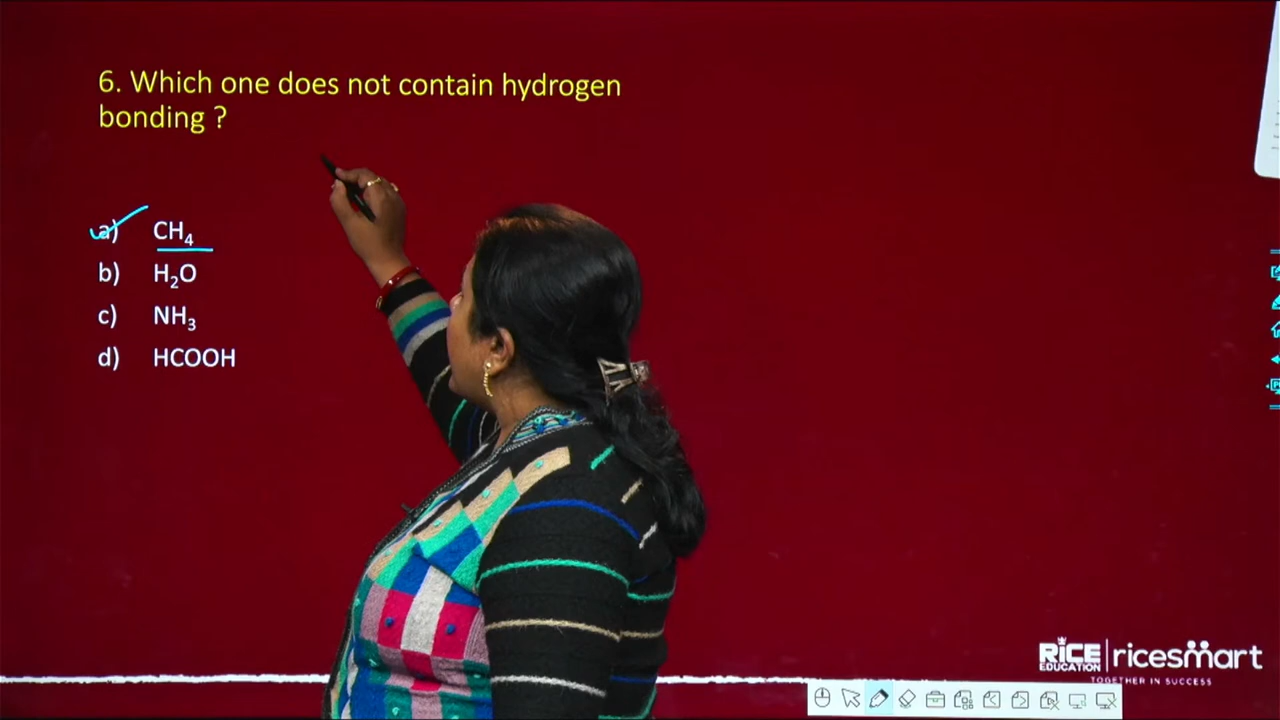 6. Which one does not contain hydrogen
bonding ?
a) CH₄
b) H₂O
c) NH₃
d) HCOOH
RICE EDUCATION | ricesmart
TOGETHER IN SUCCESS